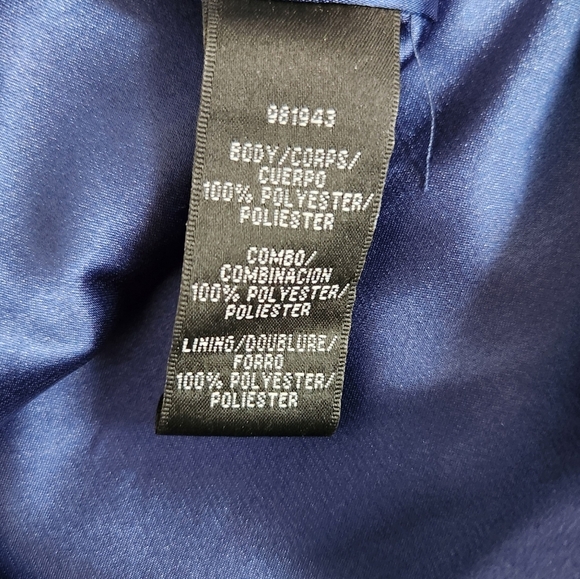 981943
BODY/CORPS/
CUERPO
100% POLYESTER/
POLIESTER
COMBO/
COMBINACION
100% POLYESTER/
POLIESTER
LINING/DOUBLURE/
FORRO
100% POLYESTER/
POLIESTER